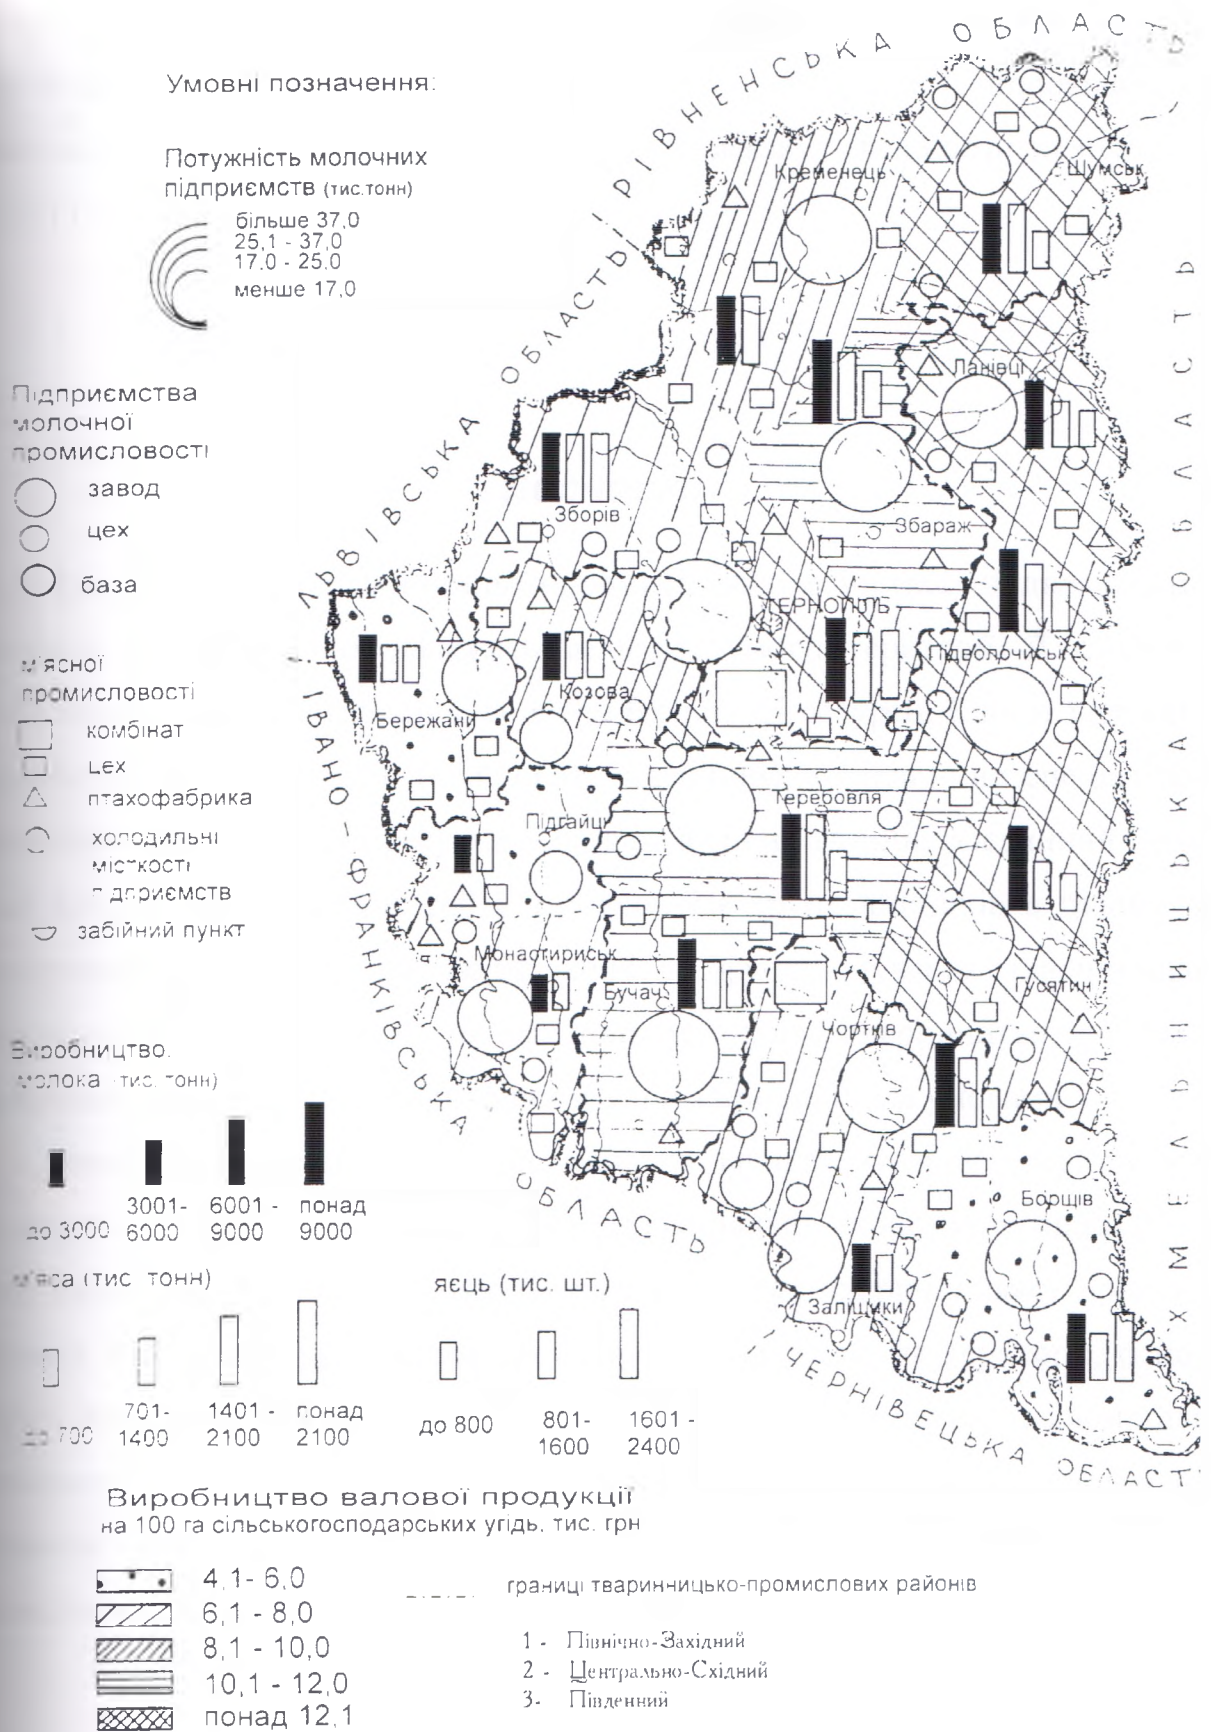 Умовні позначення:
Потужність молочних
підприємств (тис.тонн)
більше 37,0
25,1 - 37,0
17,0 - 25,0
менше 17,0
Підприємства
молочної
промисловості
завод
цех
база
м'ясної
промисловості
комбінат
цех
птахофабрика
холодильні
місткості
підприємств
забійний пункт
Виробництво:
молока (тис. тонн)
до 3000
3001-
6000
6001 -
9000
понад
9000
м'яса (тис. тонн)
до 700
701-
1400
1401 -
2100
понад
2100
яєць (тис. шт.)
до 800
801-
1600
1601 -
2400
Виробництво валової продукції
на 100 га сільськогосподарських угідь, тис. грн
4,1- 6,0
6,1 - 8,0
8,1 - 10,0
10,1 - 12,0
понад 12,1
границі тваринницько-промислових районів
1 - Північно-Західний
2 - Центрально-Східний
3- Південний
РІВНЕНСЬКА ОБЛАСТЬ
ЛЬВІВСЬКА ОБЛАСТЬ
ІВАНО-ФРАНКІВСЬКА ОБЛАСТЬ
ЧЕРНІВЕЦЬКА ОБЛАСТ
ХМЕЛЬНИЦЬКА ОБЛАСТЬ
Кременець
Шумськ
Ланівці
Зборів
Збараж
ТЕРНОПІЛЬ
Підволочиськ
Козова
Бережани
Підгайці
Теребовля
Монастириськ
Бучач
Гусятин
Чортків
Борщів
Заліщики